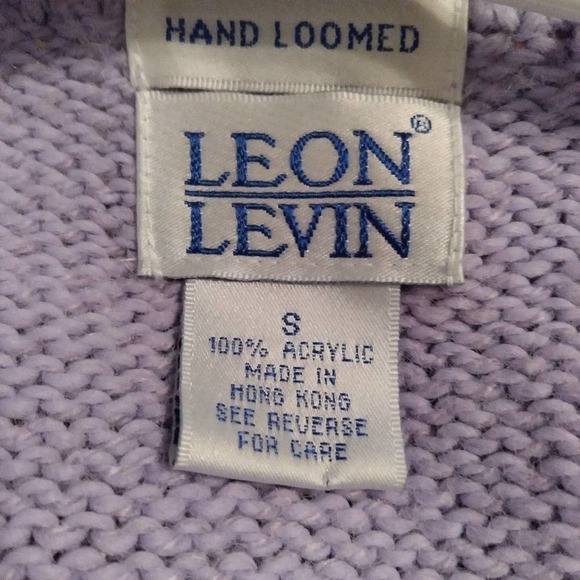 HAND LOOMED
LEON®
LEVIN
S
100% ACRYLIC
MADE IN
HONG KONG
SEE REVERSE
FOR CARE